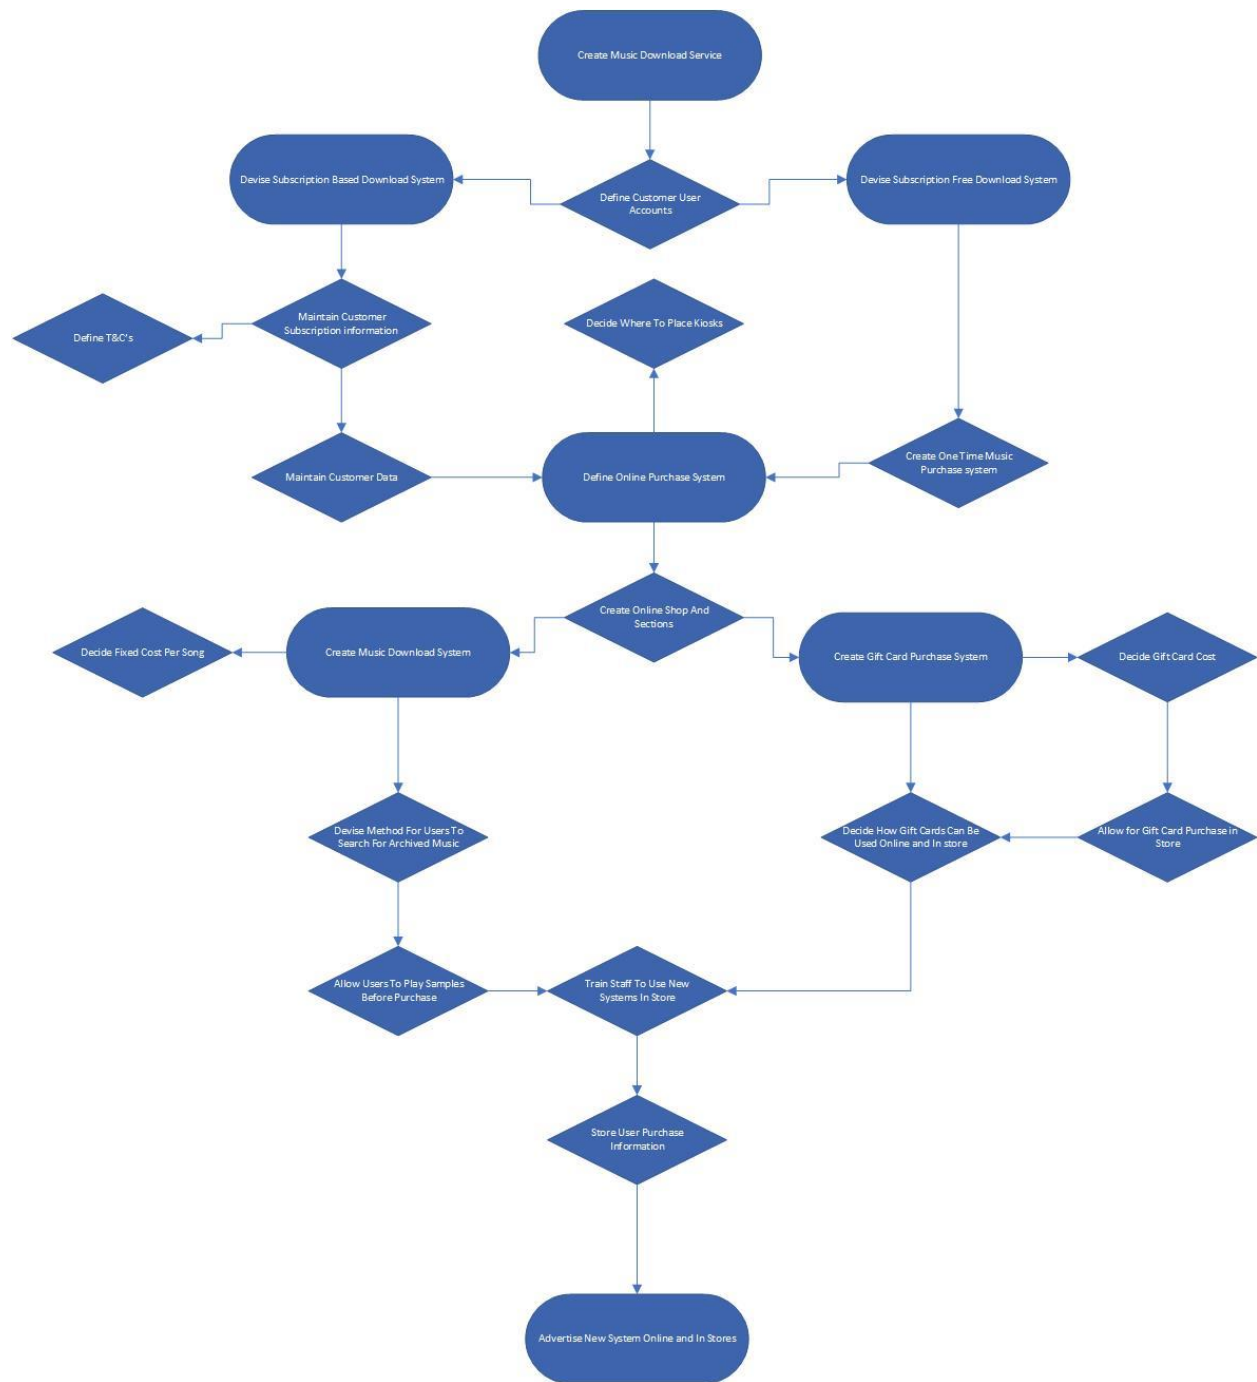 Create Music Download Service
Devise Subscription Based Download System
Define Customer User
Accounts
Devise Subscription Free Download System
Maintain Customer
Subscription information
Define T&C's
Decide Where To Place Kiosks
Maintain Customer Data
Define Online Purchase System
Create One Time Music
Purchase system
Create Online Shop And
Sections
Decide Fixed Cost Per Song
Create Music Download System
Create Gift Card Purchase System
Decide Gift Card Cost
Devise Method For Users To
Search For Archived Music
Decide How Gift Cards Can Be
Used Online and In store
Allow for Gift Card Purchase in
Store
Allow Users To Play Samples
Before Purchase
Train Staff To Use New
Systems In Store
Store User Purchase
Information
Advertise New System Online and In Stores